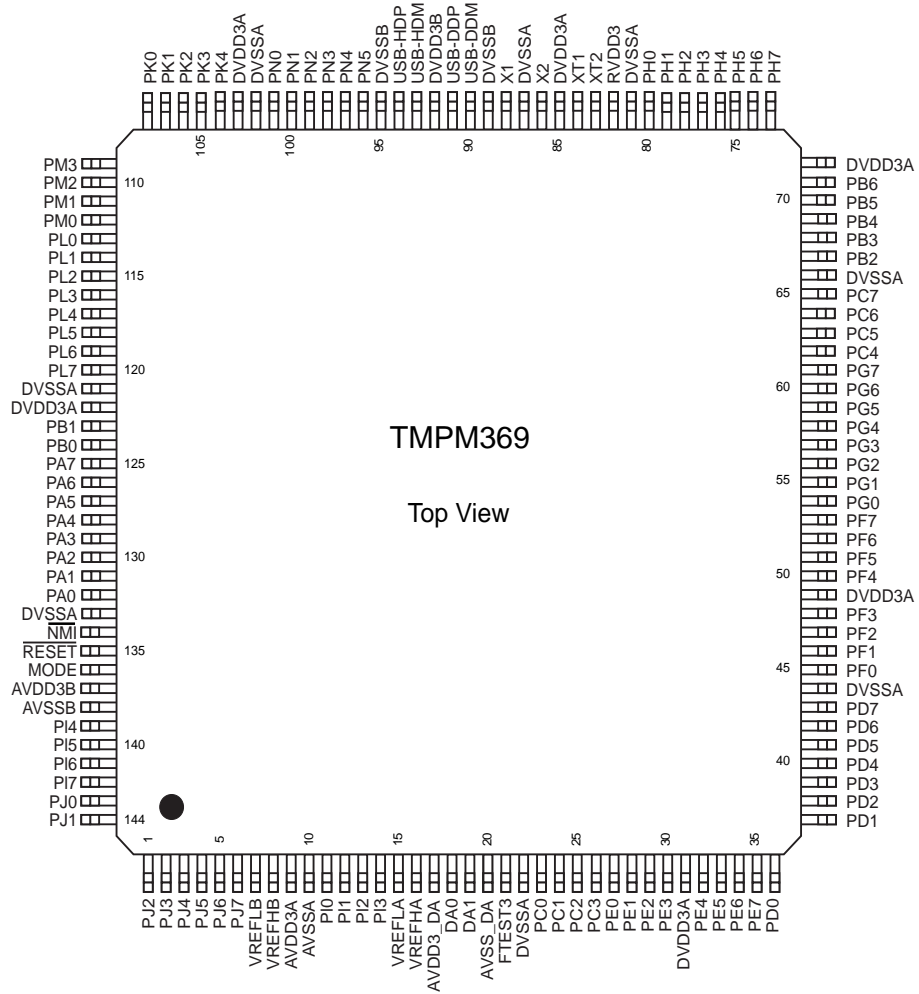 PK0
PK1
PK2
PK3
PK4
DVDD3A
DVSSA
PN0
PN1
PN2
PN3
PN4
PN5
DVSSB
USB-HDP
USB-HDM
DVDD3B
USB-DDP
USB-DDM
DVSSB
X1
DVSSA
X2
DVDD3A
XT1
XT2
RVDD3
DVSSA
PH0
PH1
PH2
PH3
PH4
PH5
PH6
PH7
105
100
95
90
85
80
75
PM3
PM2
PM1
PM0
PL0
PL1
PL2
PL3
PL4
PL5
PL6
PL7
DVSSA
DVDD3A
PB1
PB0
PA7
PA6
PA5
PA4
PA3
PA2
PA1
PA0
DVSSA
NMI
RESET
MODE
AVDD3B
AVSSB
PI4
PI5
PI6
PI7
PJ0
PJ1
110
115
120
125
130
135
140
144
TMPM369
Top View
70
65
60
55
50
45
40
DVDD3A
PB6
PB5
PB4
PB3
PB2
DVSSA
PC7
PC6
PC5
PC4
PG7
PG6
PG5
PG4
PG3
PG2
PG1
PG0
PF7
PF6
PF5
PF4
DVDD3A
PF3
PF2
PF1
PF0
DVSSA
PD7
PD6
PD5
PD4
PD3
PD2
PD1
1
5
10
15
20
25
30
35
PJ2
PJ3
PJ4
PJ5
PJ6
PJ7
VREFLB
VREFHB
AVDD3A
AVSSA
PI0
PI1
PI2
PI3
VREFLA
VREFHA
AVDD3_DA
DA0
DA1
AVSS_DA
FTEST3
DVSSA
PC0
PC1
PC2
PC3
PE0
PE1
PE2
PE3
DVDD3A
PE4
PE5
PE6
PE7
PD0